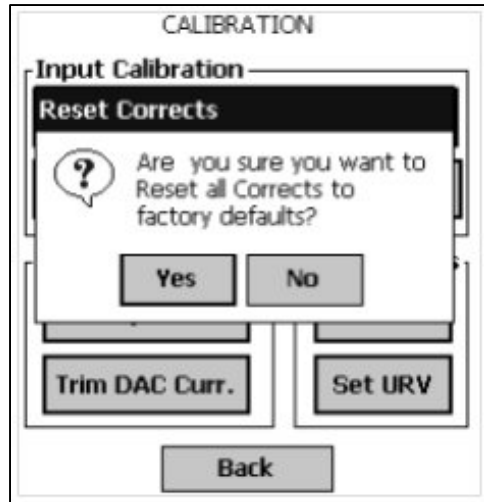 CALIBRATION
Input Calibration
Reset Corrects
Are you sure you want to
Reset all Corrects to
factory defaults?
Yes No
Trim DAC Curr. Set URV
Back